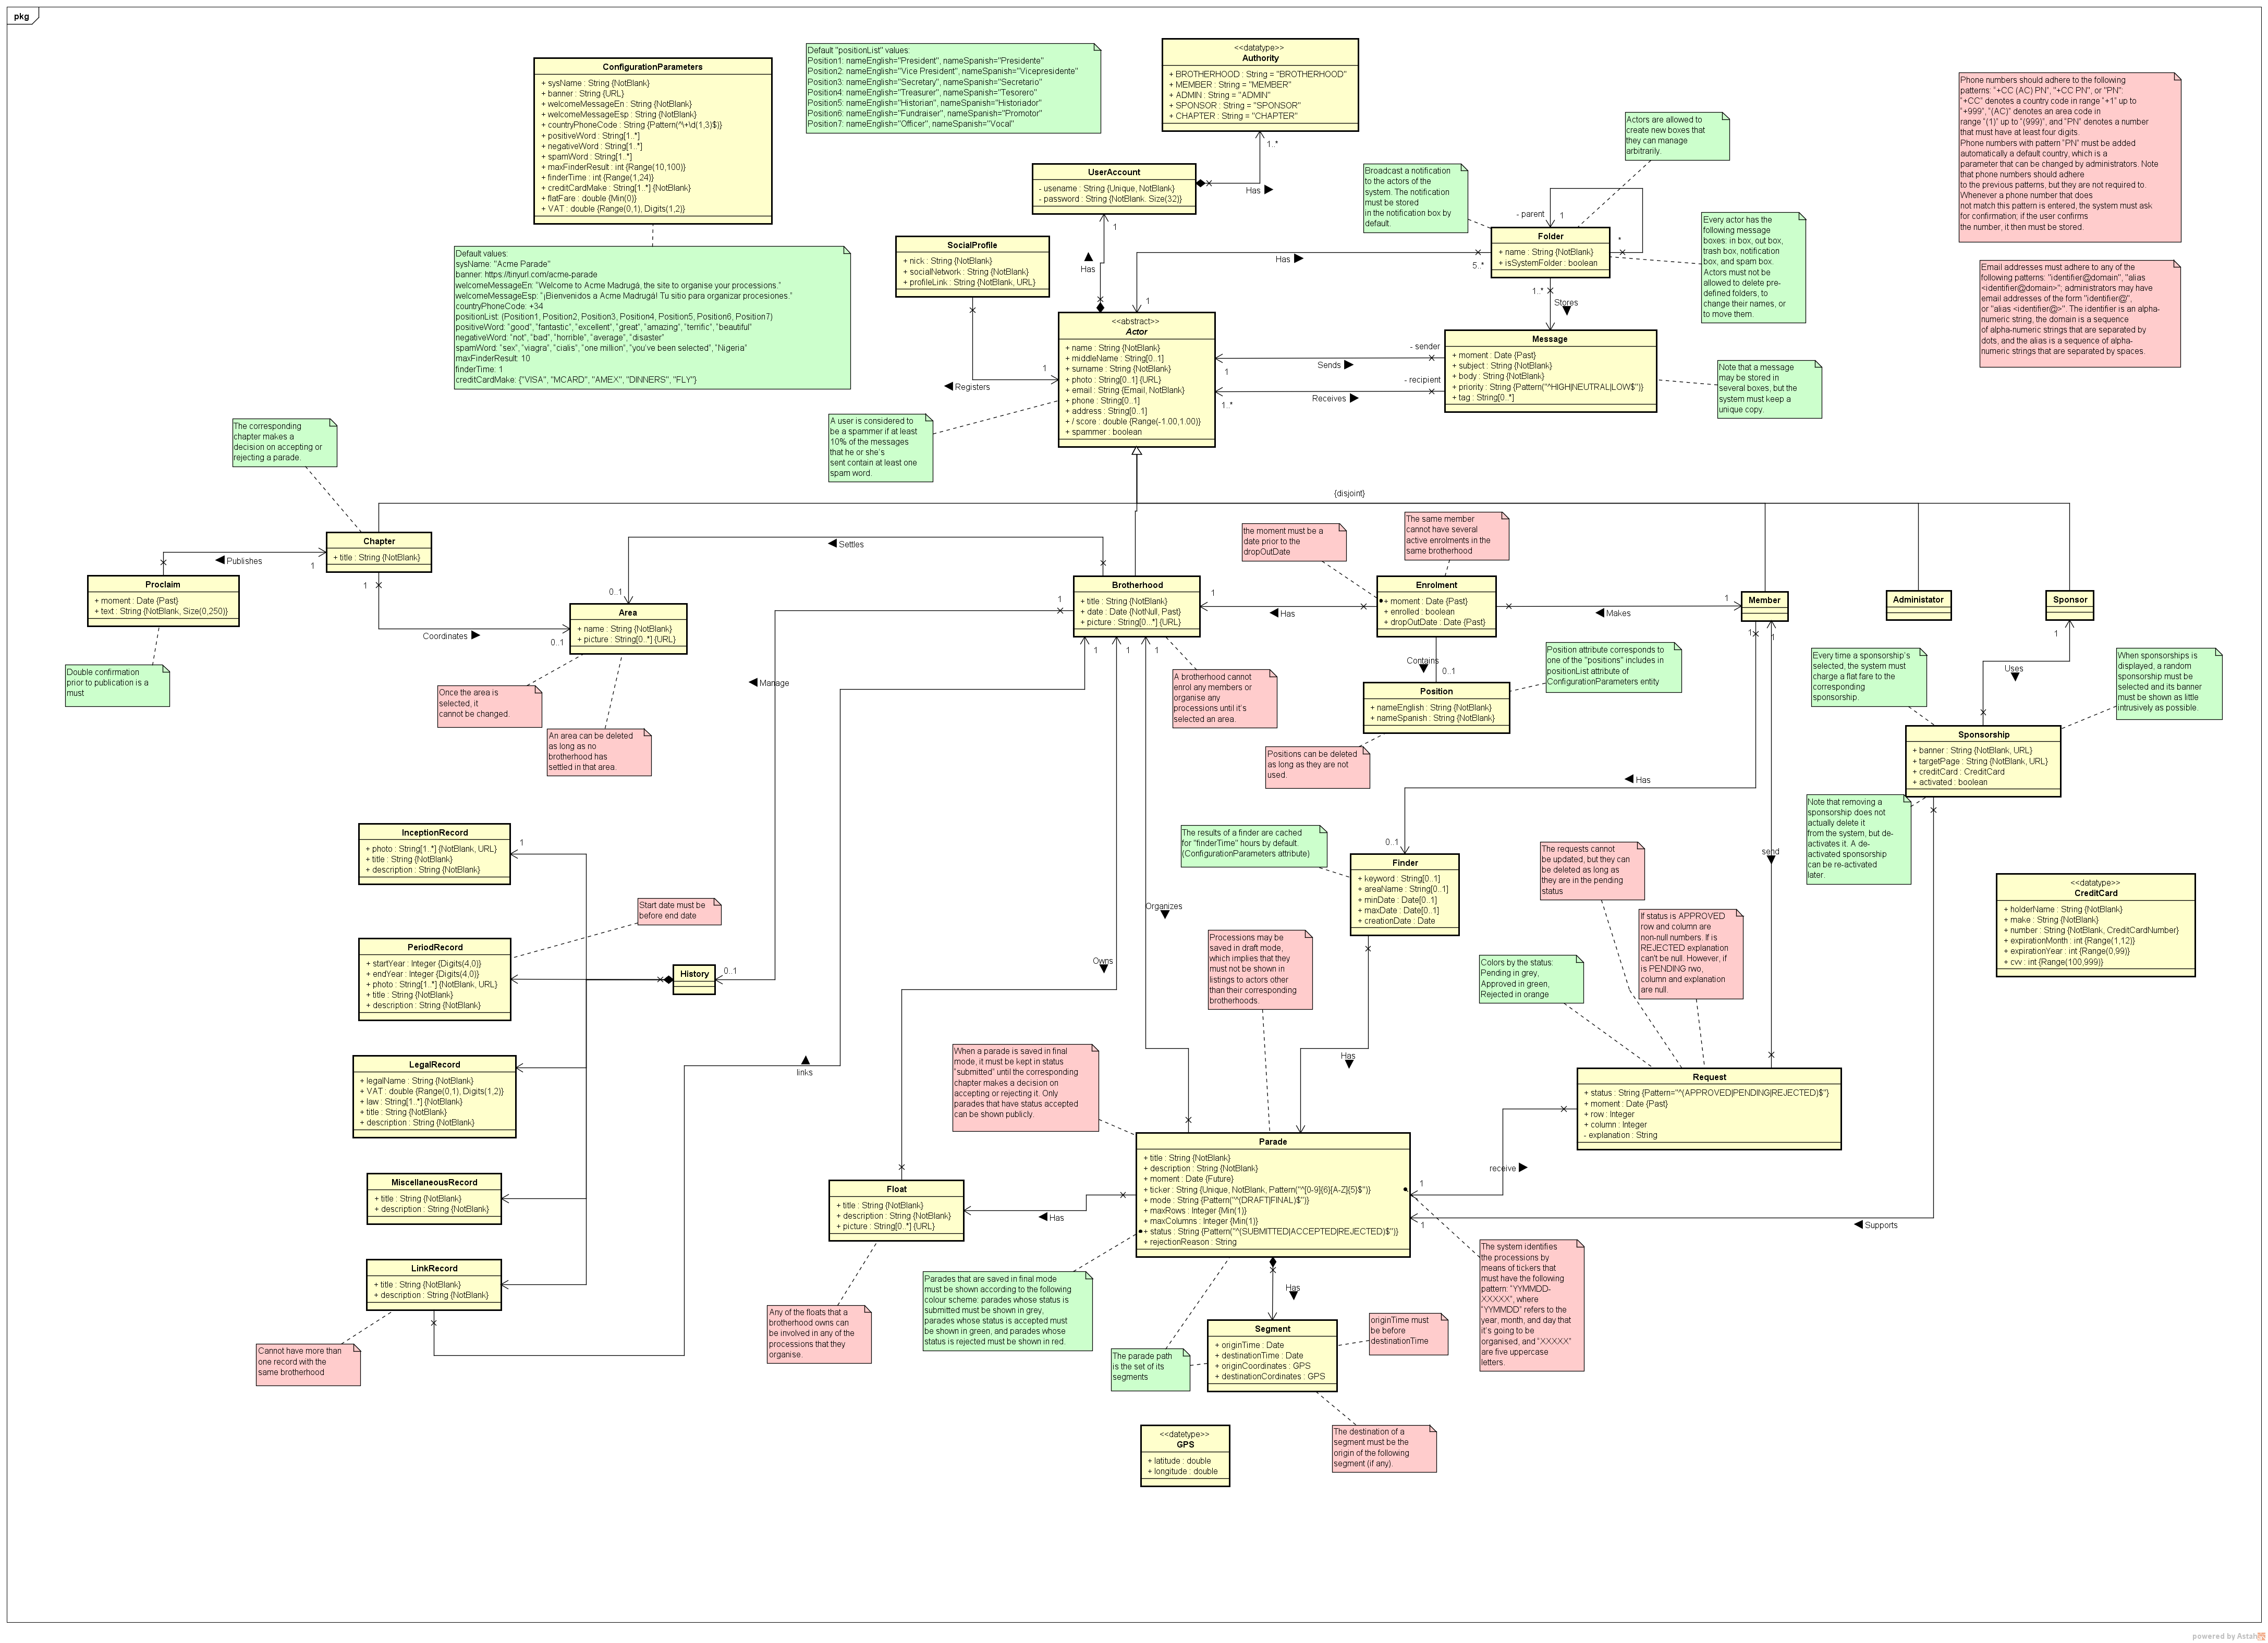 pkg
ConfigurationParameters
+ sysName : String {NotBlank}
+ banner : String {URL}
+ welcomeMessageEn : String {NotBlank}
+ welcomeMessageEsp : String {NotBlank}
+ countryPhoneCode : String {Pattern(^\+\d(1,3)$)}
+ positiveWord : String[1..*]
+ negativeWord : String[1..*]
+ spamWord : String[1..*]
+ maxFinderResult : int {Range(10,100)}
+ finderTime : int {Range(1,24)}
+ creditCardMake : String[1..*] {NotBlank}
+ flatFare : double {Min(0)}
+ VAT : double {Range(0,1), Digits(1,2)}
Default "positionList" values:
Position1: nameEnglish="President", nameSpanish="Presidente"
Position2: nameEnglish="Vice President", nameSpanish="Vicepresidente"
Position3: nameEnglish="Secretary", nameSpanish="Secretario"
Position4: nameEnglish="Treasurer", nameSpanish="Tesorero"
Position5: nameEnglish="Historian", nameSpanish="Historiador"
Position6: nameEnglish="Fundraiser", nameSpanish="Promotor"
Position7: nameEnglish="Officer", nameSpanish="Vocal"
<<datatype>>
Authority
+ BROTHERHOOD : String = "BROTHERHOOD"
+ MEMBER : String = "MEMBER"
+ ADMIN : String = "ADMIN"
+ SPONSOR : String = "SPONSOR"
+ CHAPTER : String = "CHAPTER"
1..*
Has
UserAccount
- usename : String {Unique, NotBlank}
- password : String {NotBlank. Size(32)}
1
Has
Default values:
sysName: "Acme Parade"
banner: https://tinyurl.com/acme-parade
welcomeMessageEn: "Welcome to Acme Madrugá, the site to organise your processions."
welcomeMessageEsp: "¡Bienvenidos a Acme Madrugá! Tu sitio para organizar procesiones."
countryPhoneCode: +34
positionList: (Position1, Position2, Position3, Position4, Position5, Position6, Position7)
positiveWord: "good", "fantastic", "excellent", "great", "amazing", "terrific", "beautiful"
negativeWord: "not", "bad", "horrible", "average", "disaster"
spamWord: "sex", "viagra", "cialis", "one million", "you've been selected", "Nigeria"
maxFinderResult: 10
finderTime: 1
creditCardMake: {"VISA", "MCARD", "AMEX", "DINNERS", "FLY"}
SocialProfile
+ nick : String {NotBlank}
+ socialNetwork : String {NotBlank}
+ profileLink : String {NotBlank, URL}
1
Registers
<<abstract>>
Actor
+ name : String {NotBlank}
+ middleName : String[0..1]
+ surname : String {NotBlank}
+ photo : String[0..1] {URL}
+ email : String {Email, NotBlank}
+ phone : String[0..1]
+ address : String[0..1]
+ / score : double {Range(-1.00,1.00)}
+ spammer : boolean
A user is considered to
be a spammer if at least
10% of the messages
that he or she's
sent contain at least one
spam word.
Broadcast a notification
to the actors of the
system. The notification
must be stored
in the notification box by
default.
Actors are allowed to
create new boxes that
they can manage
arbitrarily.
- parent
1
*
Folder
+ name : String {NotBlank}
+ isSystemFolder : boolean
Has
5..*
1
1..*
Stores
Every actor has the
following message
boxes: in box, out box,
trash box, notification
box, and spam box.
Actors must not be
allowed to delete pre-
defined folders, to
change their names, or
to move them.
Message
+ moment : Date {Past}
+ subject : String {NotBlank}
+ body : String {NotBlank}
+ priority : String {Pattern("^HIGH|NEUTRAL|LOW$")}
+ tag : String[0..*]
- sender
Sends
1
- recipient
Receives
1..*
Note that a message
may be stored in
several boxes, but the
system must keep a
unique copy.
Phone numbers should adhere to the following
patterns: "+CC (AC) PN", "+CC PN", or "PN":
"+CC" denotes a country code in range "+1" up to
"+999", "(AC)" denotes an area code in
range "(1)" up to "(999)", and "PN" denotes a number
that must have at least four digits.
Phone numbers with pattern "PN" must be added
automatically a default country, which is a
parameter that can be changed by administrators. Note
that phone numbers should adhere
to the previous patterns, but they are not required to.
Whenever a phone number that does
not match this pattern is entered, the system must ask
for confirmation; if the user confirms
the number, it then must be stored.
Email addresses must adhere to any of the
following patterns: "identifier@domain", "alias
<identifier@domain>"; administrators may have
email addresses of the form "identifier@",
or "alias <identifier@>". The identifier is an alpha-
numeric string, the domain is a sequence
of alpha-numeric strings that are separated by
dots, and the alias is a sequence of alpha-
numeric strings that are separated by spaces.
{disjoint}
The corresponding
chapter makes a
decision on accepting or
rejecting a parade.
Chapter
+ title : String {NotBlank}
Publishes
1
Proclaim
+ moment : Date {Past}
+ text : String {NotBlank, Size(0,250)}
Double confirmation
prior to publication is a
must
1
Coordinates
0..1
Settles
0..1
Area
+ name : String {NotBlank}
+ picture : String[0..*] {URL}
Once the area is
selected, it
cannot be changed.
An area can be deleted
as long as no
brotherhood has
settled in that area.
Brotherhood
+ title : String {NotBlank}
+ date : Date {NotNull, Past}
+ picture : String[0...*] {URL}
1
Manage
1
1
1
1
Has
A brotherhood cannot
enrol any members or
organise any
processions until it's
selected an area.
the moment must be a
date prior to the
dropOutDate
The same member
cannot have several
active enrolments in the
same brotherhood
Enrolment
+ moment : Date {Past}
+ enrolled : boolean
+ dropOutDate : Date {Past}
Makes
1
Contains
0..1
Position
+ nameEnglish : String {NotBlank}
+ nameSpanish : String {NotBlank}
Position attribute corresponds to
one of the "positions" includes in
positionList attribute of
ConfigurationParameters entity
Positions can be deleted
as long as they are not
used.
Member
1
1
Administator
Sponsor
1
Uses
Every time a sponsorship's
selected, the system must
charge a flat fare to the
corresponding
sponsorship.
When sponsorships is
displayed, a random
sponsorship must be
selected and its banner
must be shown as little
intrusively as possible.
Sponsorship
+ banner : String {NotBlank, URL}
+ targetPage : String {NotBlank, URL}
+ creditCard : CreditCard
+ activated : boolean
Note that removing a
sponsorship does not
actually delete it
from the system, but de-
activates it. A de-
activated sponsorship
can be re-activated
later.
<<datatype>>
CreditCard
+ holderName : String {NotBlank}
+ make : String {NotBlank}
+ number : String {NotBlank, CreditCardNumber}
+ expirationMonth : int {Range(1,12)}
+ expirationYear : int {Range(0,99)}
+ cvv : int {Range(100,999)}
Has
0..1
The results of a finder are cached
for "finderTime" hours by default.
(ConfigurationParameters attribute)
Finder
+ keyword : String[0..1]
+ areaName : String[0..1]
+ minDate : Date[0..1]
+ maxDate : Date[0..1]
+ creationDate : Date
Has
send
The requests cannot
be updated, but they can
be deleted as long as
they are in the pending
status
If status is APPROVED
row and column are
non-null numbers. If is
REJECTED explanation
can't be null. However, if
is PENDING rwo,
column and explanation
are null.
Colors by the status:
Pending in grey,
Approved in green,
Rejected in orange
Request
+ status : String {Pattern="^(APPROVED|PENDING|REJECTED)$"}
+ moment : Date {Past}
+ row : Integer
+ column : Integer
- explanation : String
receive
1
Supports
1
InceptionRecord
+ photo : String[1..*] {NotBlank, URL}
+ title : String {NotBlank}
+ description : String {NotBlank}
1
Start date must be
before end date
PeriodRecord
+ startYear : Integer {Digits(4,0)}
+ endYear : Integer {Digits(4,0)}
+ photo : String[1..*] {NotBlank, URL}
+ title : String {NotBlank}
+ description : String {NotBlank}
History
0..1
LegalRecord
+ legalName : String {NotBlank}
+ VAT : double {Range(0,1), Digits(1,2)}
+ law : String[1..*] {NotBlank}
+ title : String {NotBlank}
+ description : String {NotBlank}
MiscellaneousRecord
+ title : String {NotBlank}
+ description : String {NotBlank}
LinkRecord
+ title : String {NotBlank}
+ description : String {NotBlank}
Cannot have more than
one record with the
same brotherhood
links
Owns
Organizes
Processions may be
saved in draft mode,
which implies that they
must not be shown in
listings to actors other
than their corresponding
brotherhoods.
When a parade is saved in final
mode, it must be kept in status
"submitted" until the corresponding
chapter makes a decision on
accepting or rejecting it. Only
parades that have status accepted
can be shown publicly.
Parade
+ title : String {NotBlank}
+ description : String {NotBlank}
+ moment : Date {Future}
+ ticker : String {Unique, NotBlank, Pattern("^[0-9]{6}[A-Z]{5}$")}
+ mode : String {Pattern("^(DRAFT|FINAL)$")}
+ maxRows : Integer {Min(1)}
+ maxColumns : Integer {Min(1)}
+ status : String {Pattern("^(SUBMITTED|ACCEPTED|REJECTED)$")}
+ rejectionReason : String
Float
+ title : String {NotBlank}
+ description : String {NotBlank}
+ picture : String[0..*] {URL}
Has
Any of the floats that a
brotherhood owns can
be involved in any of the
processions that they
organise.
Parades that are saved in final mode
must be shown according to the following
colour scheme: parades whose status is
submitted must be shown in grey,
parades whose status is accepted must
be shown in green, and parades whose
status is rejected must be shown in red.
The system identifies
the processions by
means of tickers that
must have the following
pattern: "YYMMDD-
XXXXX", where
"YYMMDD" refers to the
year, month, and day that
it's going to be
organised, and "XXXXX"
are five uppercase
letters.
Has
The parade path
is the set of its
segments
Segment
+ originTime : Date
+ destinationTime : Date
+ originCoordinates : GPS
+ destinationCordinates : GPS
originTime must
be before
destinationTime
The destination of a
segment must be the
origin of the following
segment (if any).
<<datetype>>
GPS
+ latitude : double
+ longitude : double
powered by Astah